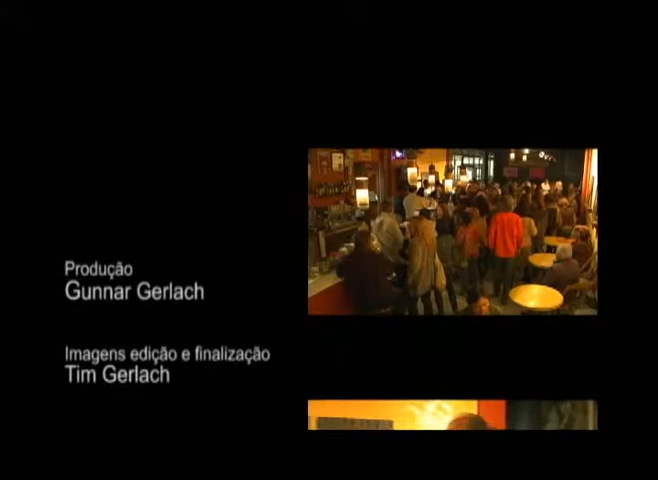 Produção
Gunnar Gerlach
Imagens edição e finalização
Tim Gerlach